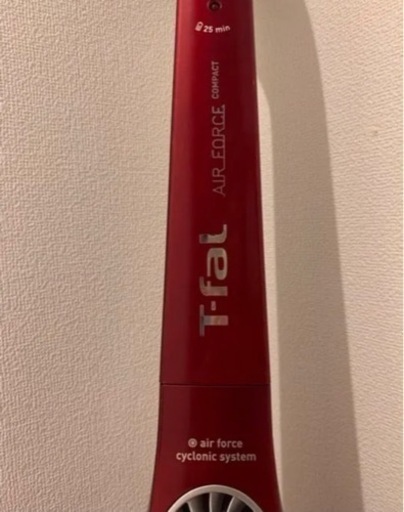 25 min
AIR FORCE COMPACT
T-fal
air force
cyclonic system